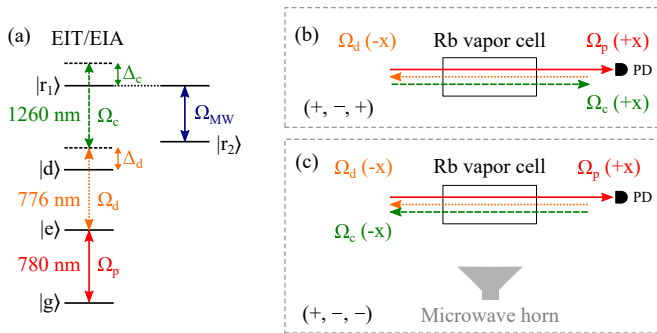 (a) EIT/EIA
Δc
|r₁⟩
1260 nm Ωc
ΩMW
|r₂⟩
|d⟩
Δd
776 nm Ωd
|e⟩
780 nm Ωp
|g⟩
(b) Ωd (-x) Rb vapor cell Ωp (+x)
PD
(+, −, +) Ωc (+x)
(c) Ωd (-x) Rb vapor cell Ωp (+x)
PD
Ωc (-x)
(+, −, −) Microwave horn